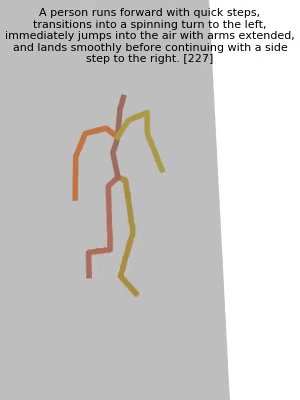 A person runs forward with quick steps,
transitions into a spinning turn to the left,
immediately jumps into the air with arms extended,
and lands smoothly before continuing with a side
step to the right. [227]